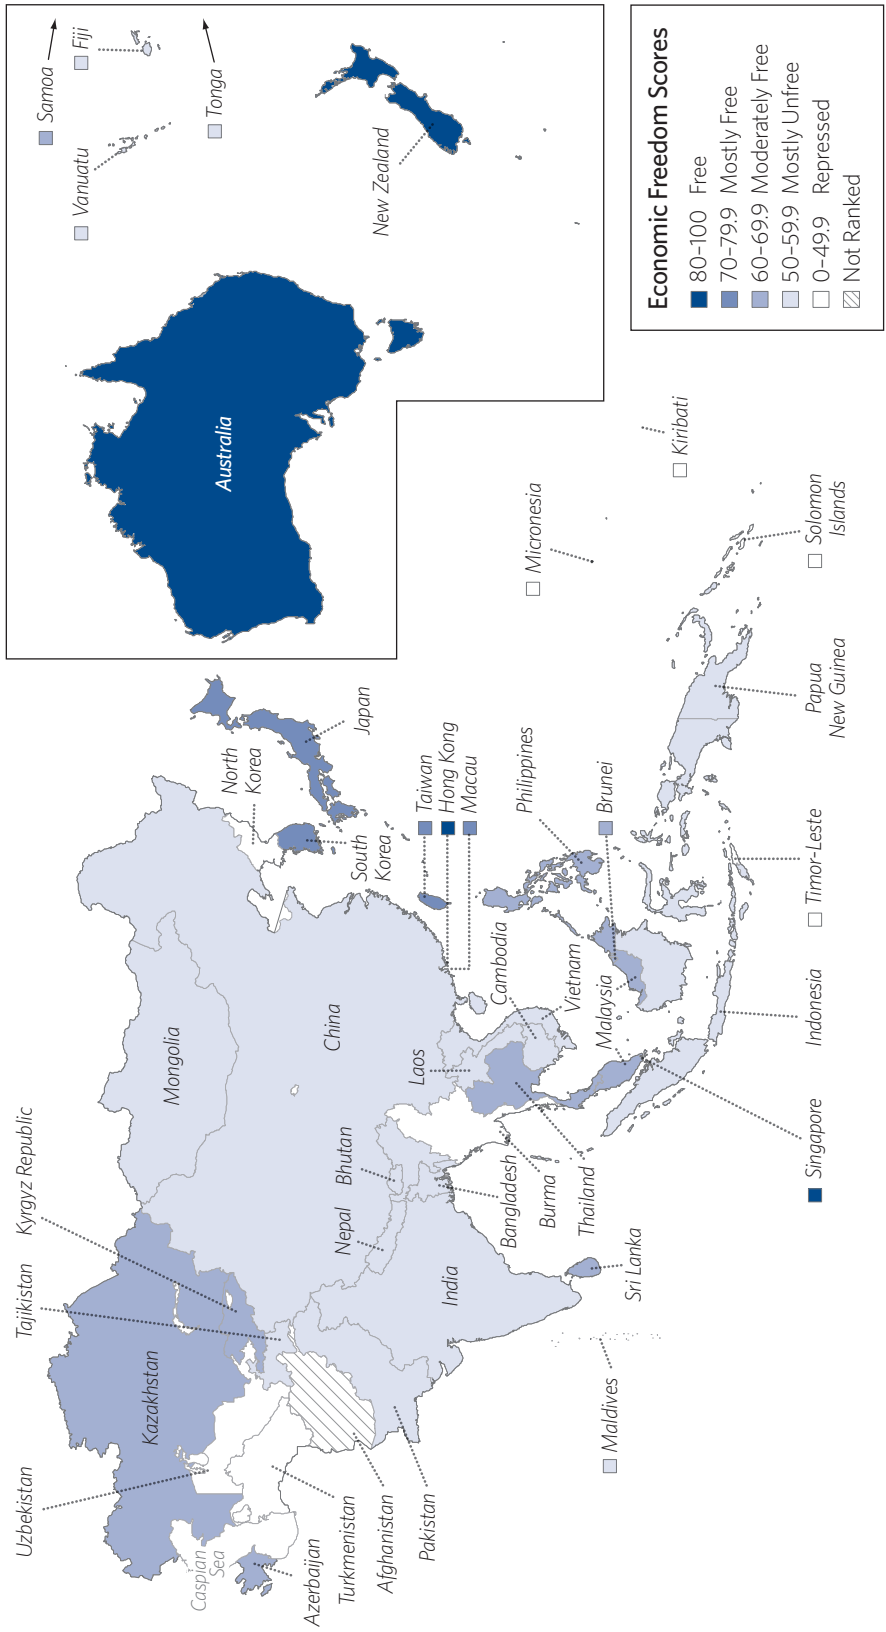 Uzbekistan
Tajikistan
Kyrgyz Republic
Kazakhstan
Mongolia
Caspian
Sea
Azerbaijan
Turkmenistan
Afghanistan
Pakistan
Nepal
Bhutan
China
India
Laos
North
Korea
South
Korea
Japan
Taiwan
Hong Kong
Macau
Bangladesh
Burma
Thailand
Cambodia
Vietnam
Malaysia
Philippines
Brunei
Maldives
Sri Lanka
Singapore
Indonesia
Timor-Leste
Papua
New Guinea
Solomon
Islands
Micronesia
Kiribati
Australia
Vanuatu
Samoa
Fiji
Tonga
New Zealand
Economic Freedom Scores
80–100 Free
70–79.9 Mostly Free
60–69.9 Moderately Free
50–59.9 Mostly Unfree
0–49.9 Repressed
Not Ranked